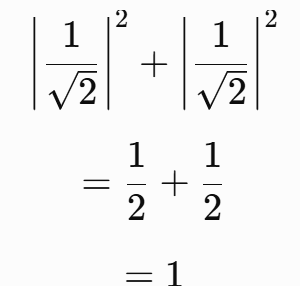 |1/√2|² + |1/√2|²
= 1/2 + 1/2
= 1